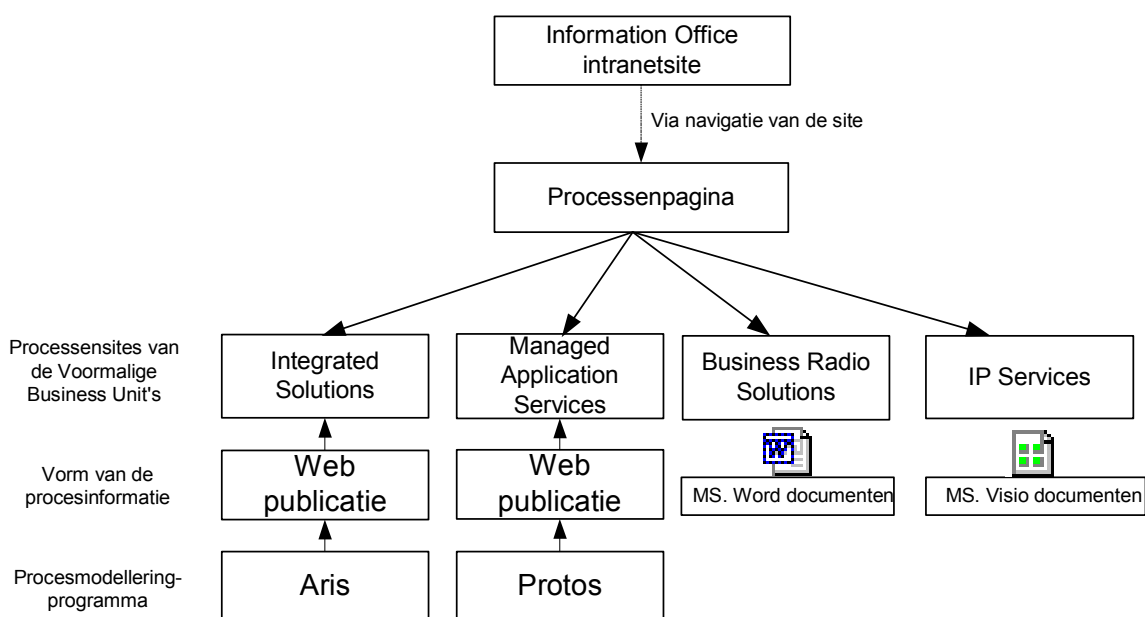 Information Office
intranetsite
Via navigatie van de site
Processenpagina
Processensites van
de Voormalige
Business Unit's
Integrated
Solutions
Managed
Application
Services
Business Radio
Solutions
IP Services
Vorm van de
procesinformatie
Web
publicatie
Web
publicatie
W
MS. Word documenten
MS. Visio documenten
Procesmodellering-
programma
Aris
Protos